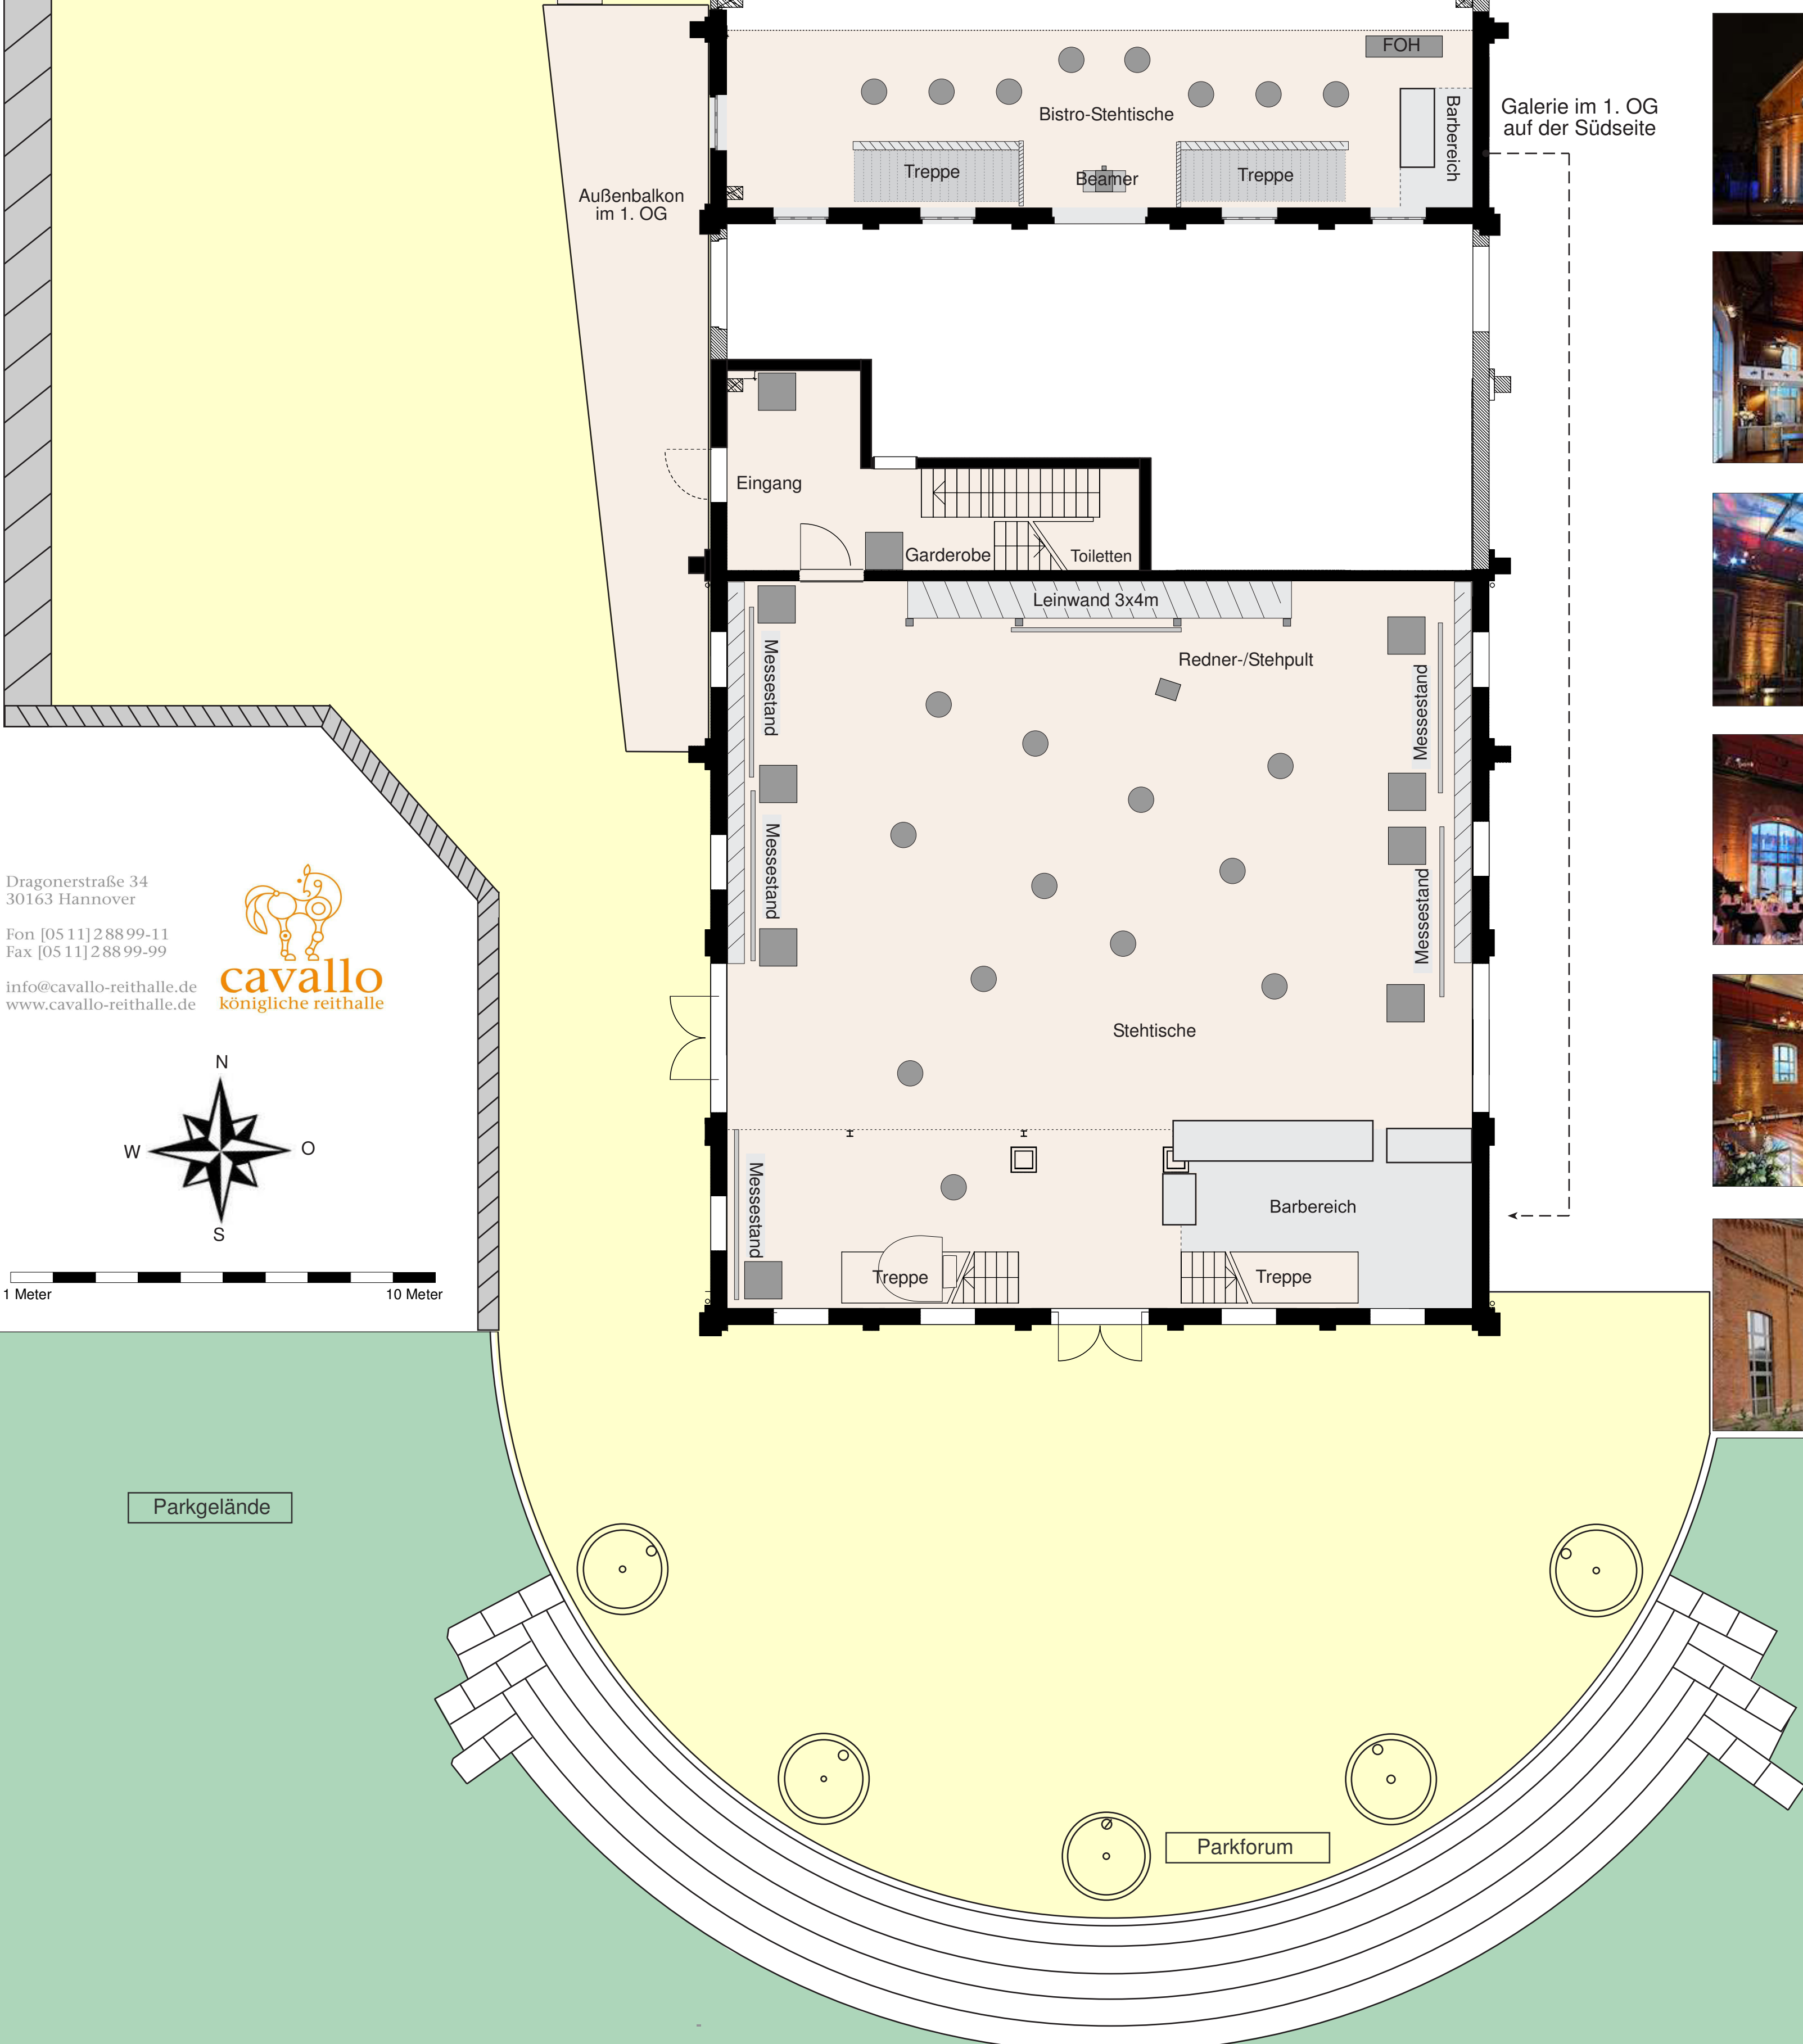 FOH
Barbereich
Bistro-Stehtische
Treppe
Beamer
Treppe
Galerie im 1. OG
auf der Südseite
Außenbalkon
im 1. OG
Eingang
Garderobe
Toiletten
Leinwand 3x4m
Redner-/Stehpult
Messestand
Messestand
Messestand
Messestand
Stehtische
Dragonerstraße 34
30163 Hannover
Fon [05 11] 2 88 99-11
Fax [05 11] 2 88 99-99
info@cavallo-reithalle.de
www.cavallo-reithalle.de
cavallo
königliche reithalle
N
W
O
S
1 Meter
10 Meter
Messestand
Barbereich
Treppe
Treppe
Parkgelände
Parkforum